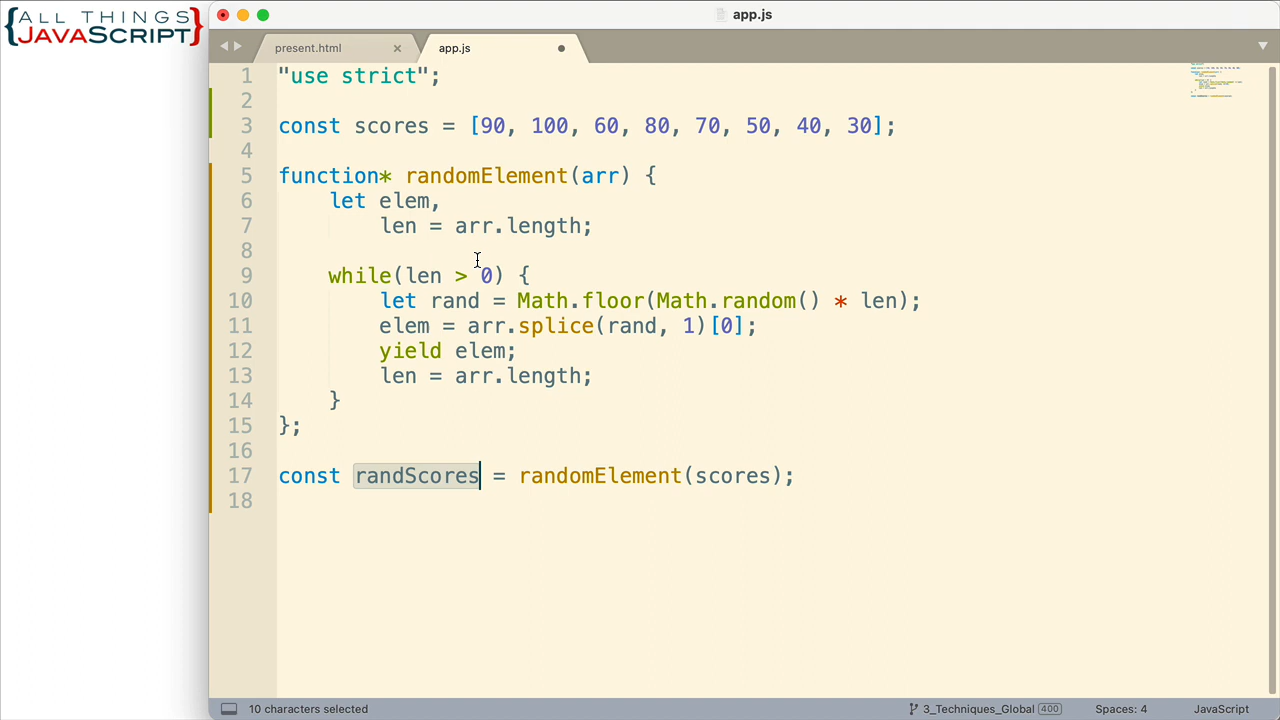 {ALL THINGS
JAVASCRIPT}
app.js
present.html
app.js
1 "use strict";
2
3 const scores = [90, 100, 60, 80, 70, 50, 40, 30];
4
5 function* randomElement(arr) {
6 let elem,
7 len = arr.length;
8
9 while(len > 0) {
10 let rand = Math.floor(Math.random() * len);
11 elem = arr.splice(rand, 1)[0];
12 yield elem;
13 len = arr.length;
14 }
15 };
16
17 const randScores = randomElement(scores);
18
10 characters selected
3_Techniques_Global 400
Spaces: 4
JavaScript